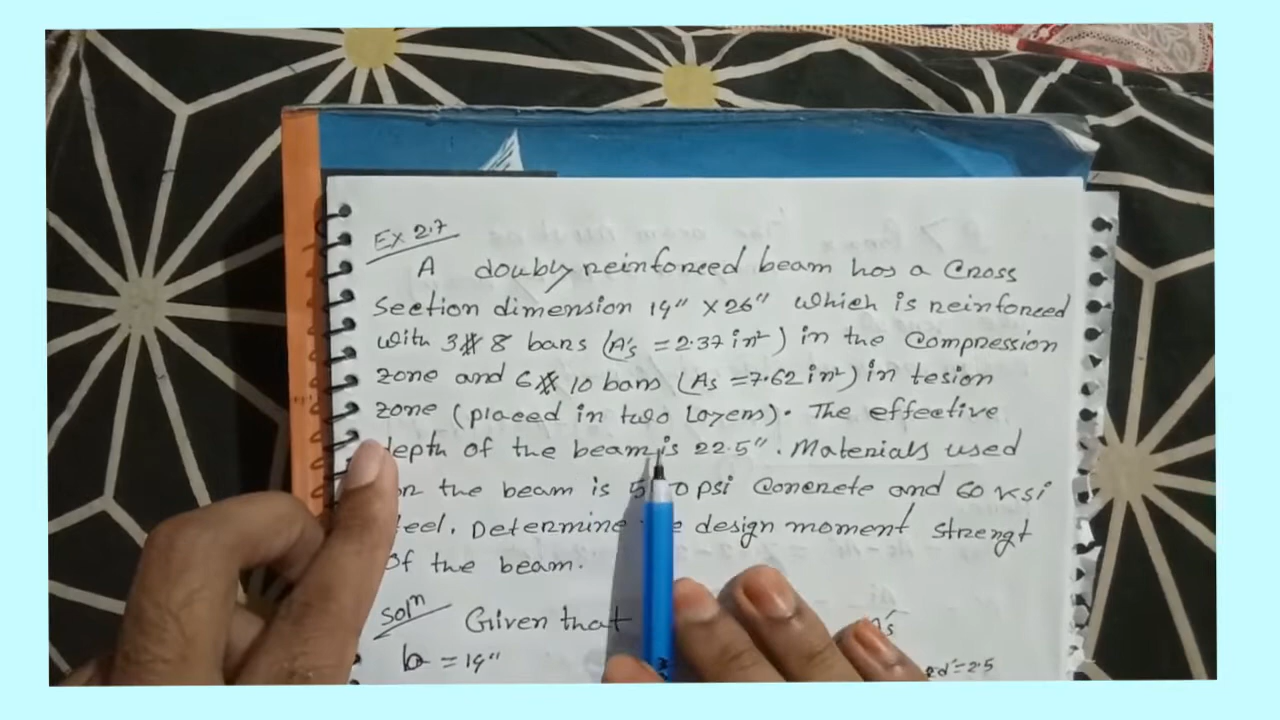 Ex 2.7
A doubly reinforced beam has a Cross
Section dimension 14" X 26" which is reinforced
with 3# 8 bars (A's = 2.37 in²) in the Compression
zone and 6# 10 bars (As = 7.62 in²) in tesion
zone (placed in two Layers). The effective
depth of the beam is 22.5". Materials used
the beam is psi Concrete and 60 ksi
Determine design moment strengt
of the beam.
Solⁿ Given that
b = 14"
A's
d' = 2.5